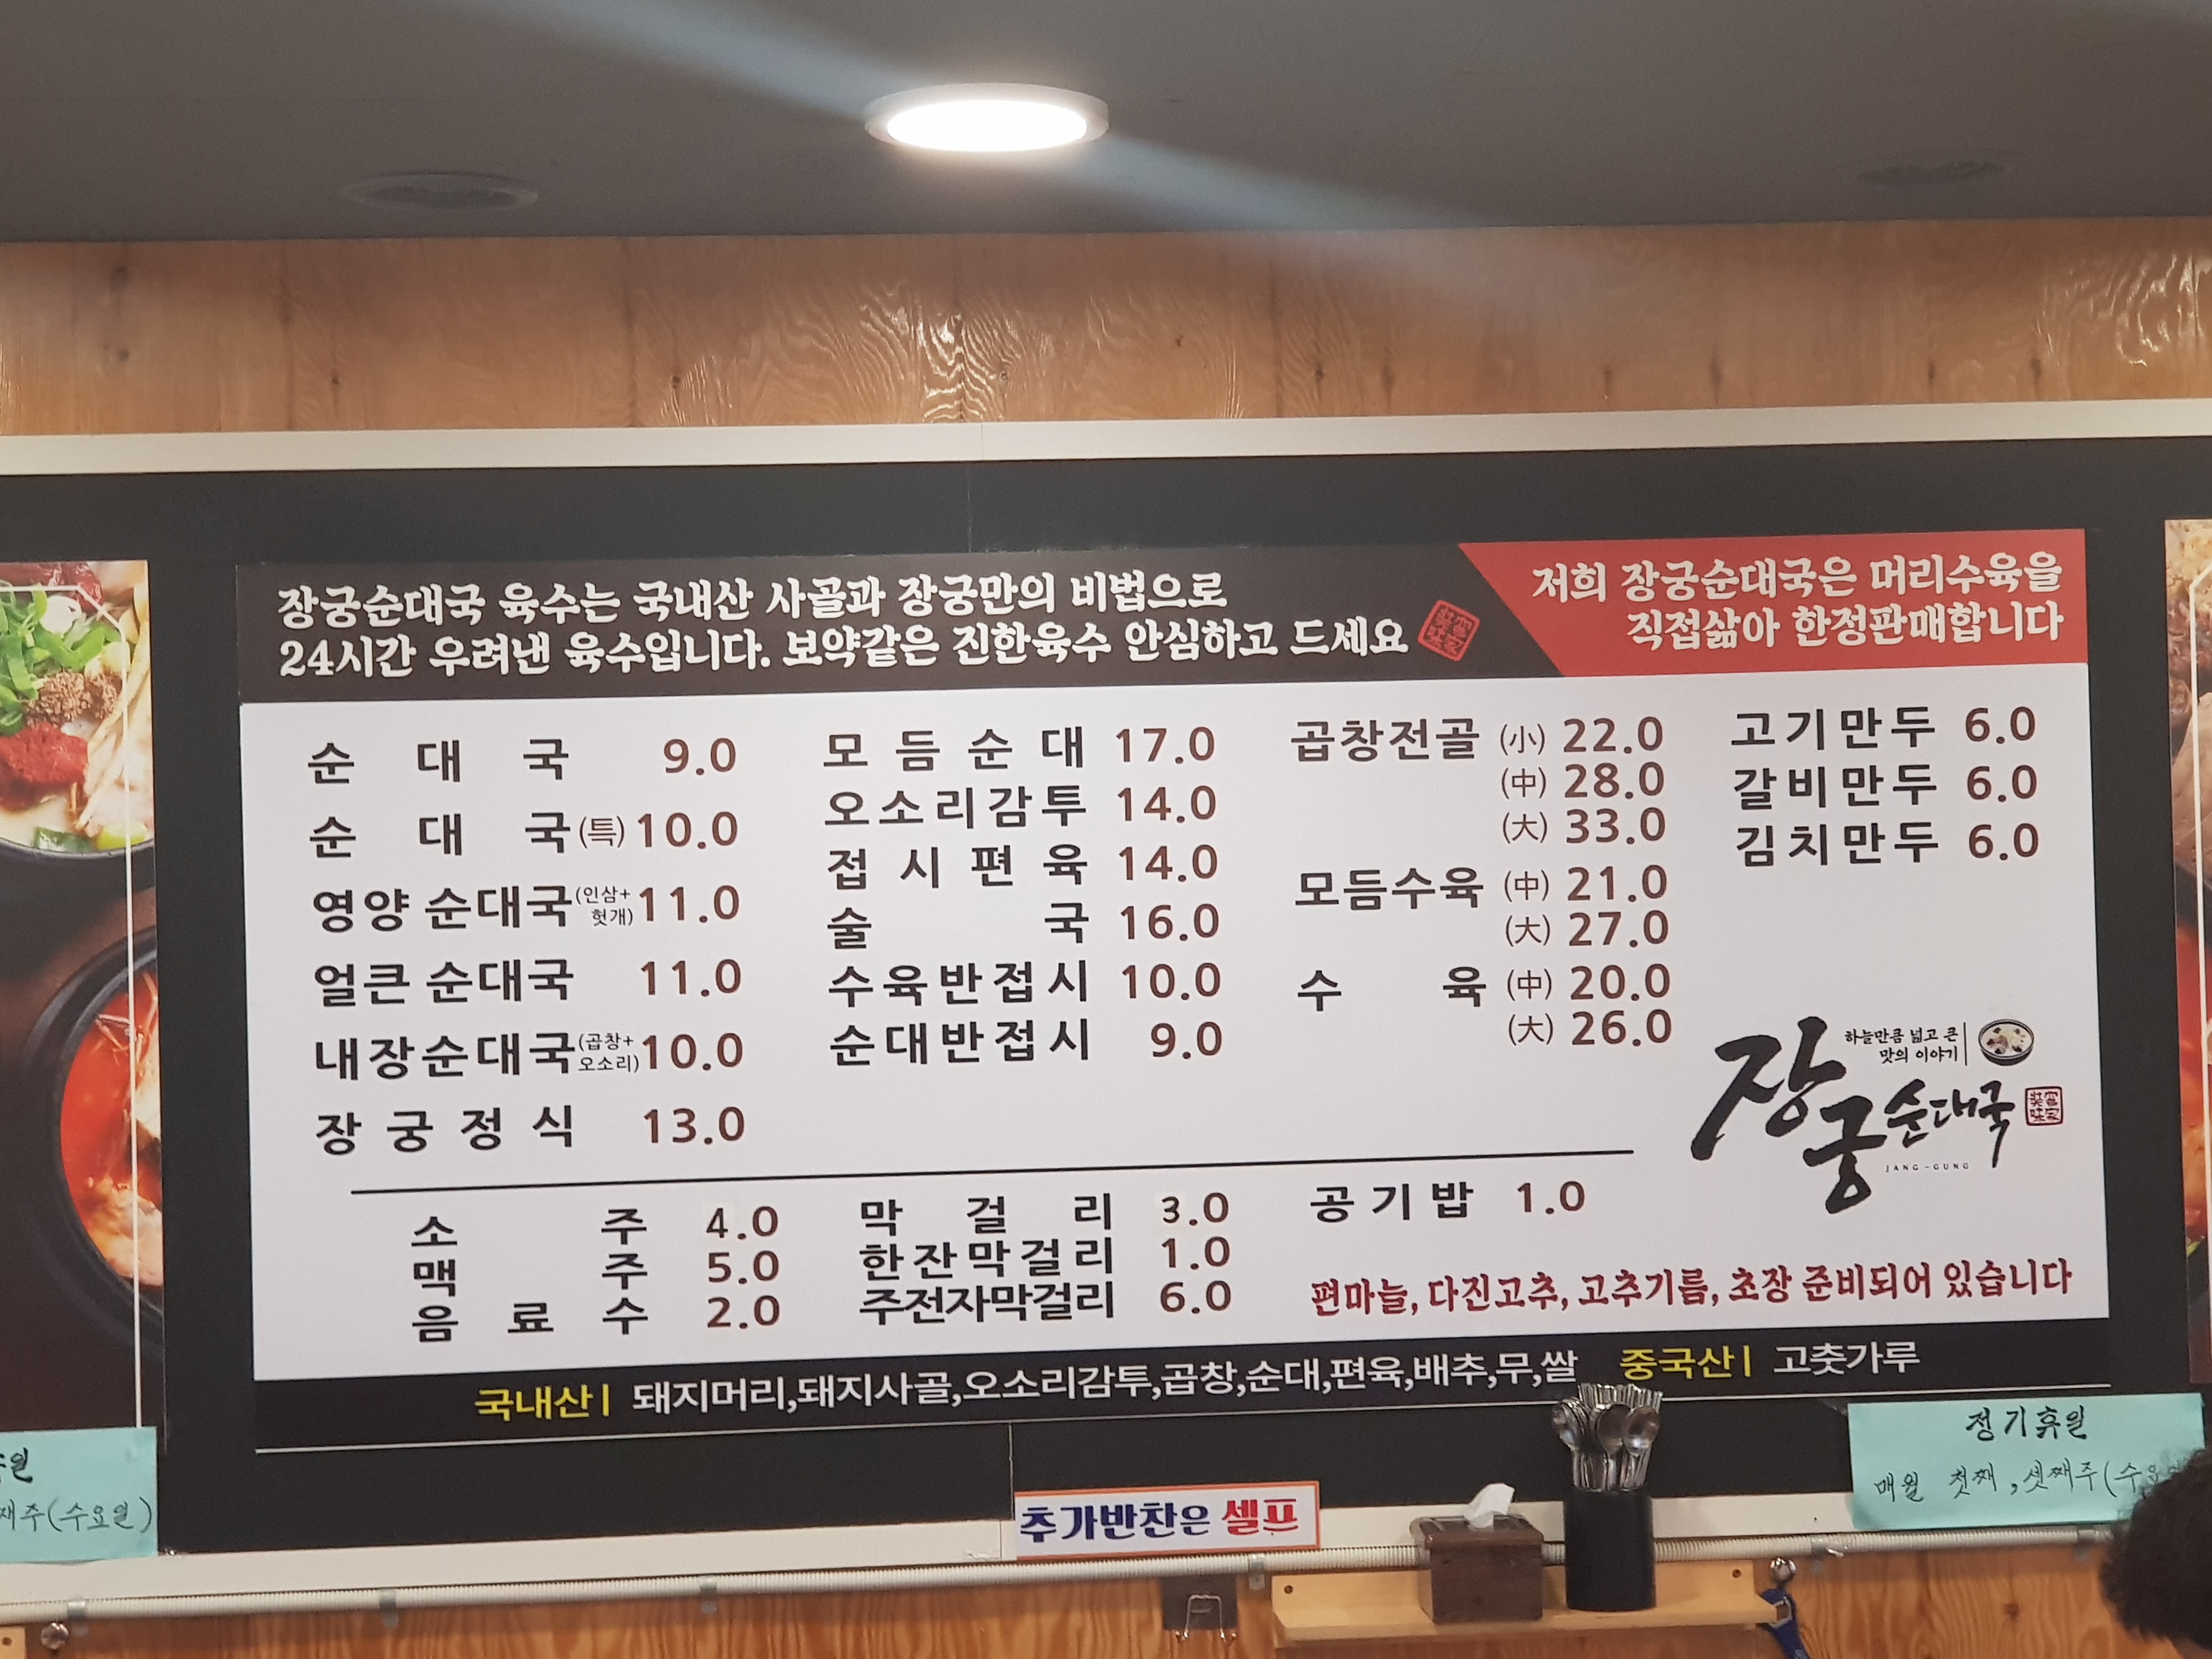 장궁순대국 육수는 국내산 사골과 장궁만의 비법으로
24시간 우려낸 육수입니다. 보약같은 진한육수 안심하고 드세요
저희 장궁순대국은 머리수육을
직접삶아 한정판매합니다
순대국 9.0
순대국(특) 10.0
영양 순대국(인삼+헛개) 11.0
얼큰 순대국 11.0
내장순대국(곱창+오소리) 10.0
장궁정식 13.0
모듬순대 17.0
오소리감투 14.0
접시편육 14.0
술국 16.0
수육반접시 10.0
순대반접시 9.0
곱창전골 (小) 22.0
(中) 28.0
(大) 33.0
모듬수육 (中) 21.0
(大) 27.0
수육 (中) 20.0
(大) 26.0
고기만두 6.0
갈비만두 6.0
김치만두 6.0
하늘만큼 넓고 큰
맛의 이야기
장궁순대국
JANG-GUNG
소주 4.0
맥주 5.0
음료수 2.0
막걸리 3.0
한잔막걸리 1.0
주전자막걸리 6.0
공기밥 1.0
편마늘, 다진고추, 고추기름, 초장 준비되어 있습니다
국내산| 돼지머리,돼지사골,오소리감투,곱창,순대,편육,배추,무,쌀 중국산| 고춧가루
째주(수요일)
추가반찬은 셀프
정기휴일
매월 첫째,셋째주(수요